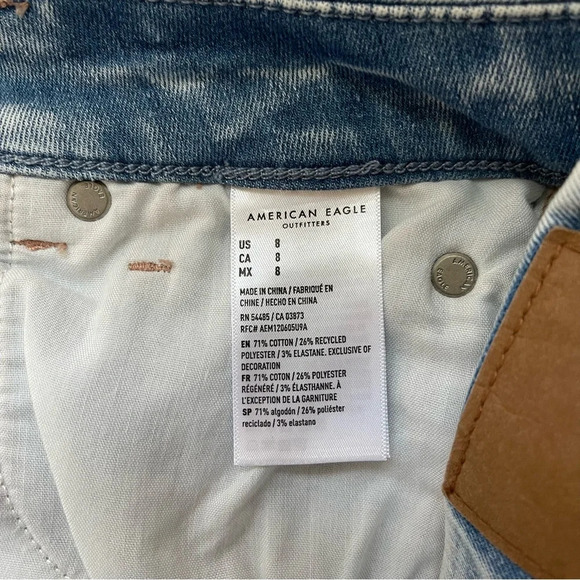 AMERICAN EAGLE
OUTFITTERS
US 8
CA 8
MX 8
MADE IN CHINA / FABRIQUÉ EN
CHINE / HECHO EN CHINA
RN 54485 / CA 03873
RFC# AEM120605U9A
EN 71% COTTON / 26% RECYCLED
POLYESTER / 3% ELASTANE. EXCLUSIVE OF
DECORATION
FR 71% COTON / 26% POLYESTER
RÉGÉNÉRÉ / 3% ÉLASTHANNE. À
L'EXCEPTION DE LA GARNITURE
SP 71% algodón / 26% poliéster
reciclado / 3% elastano
AMERICAN
EAGLE